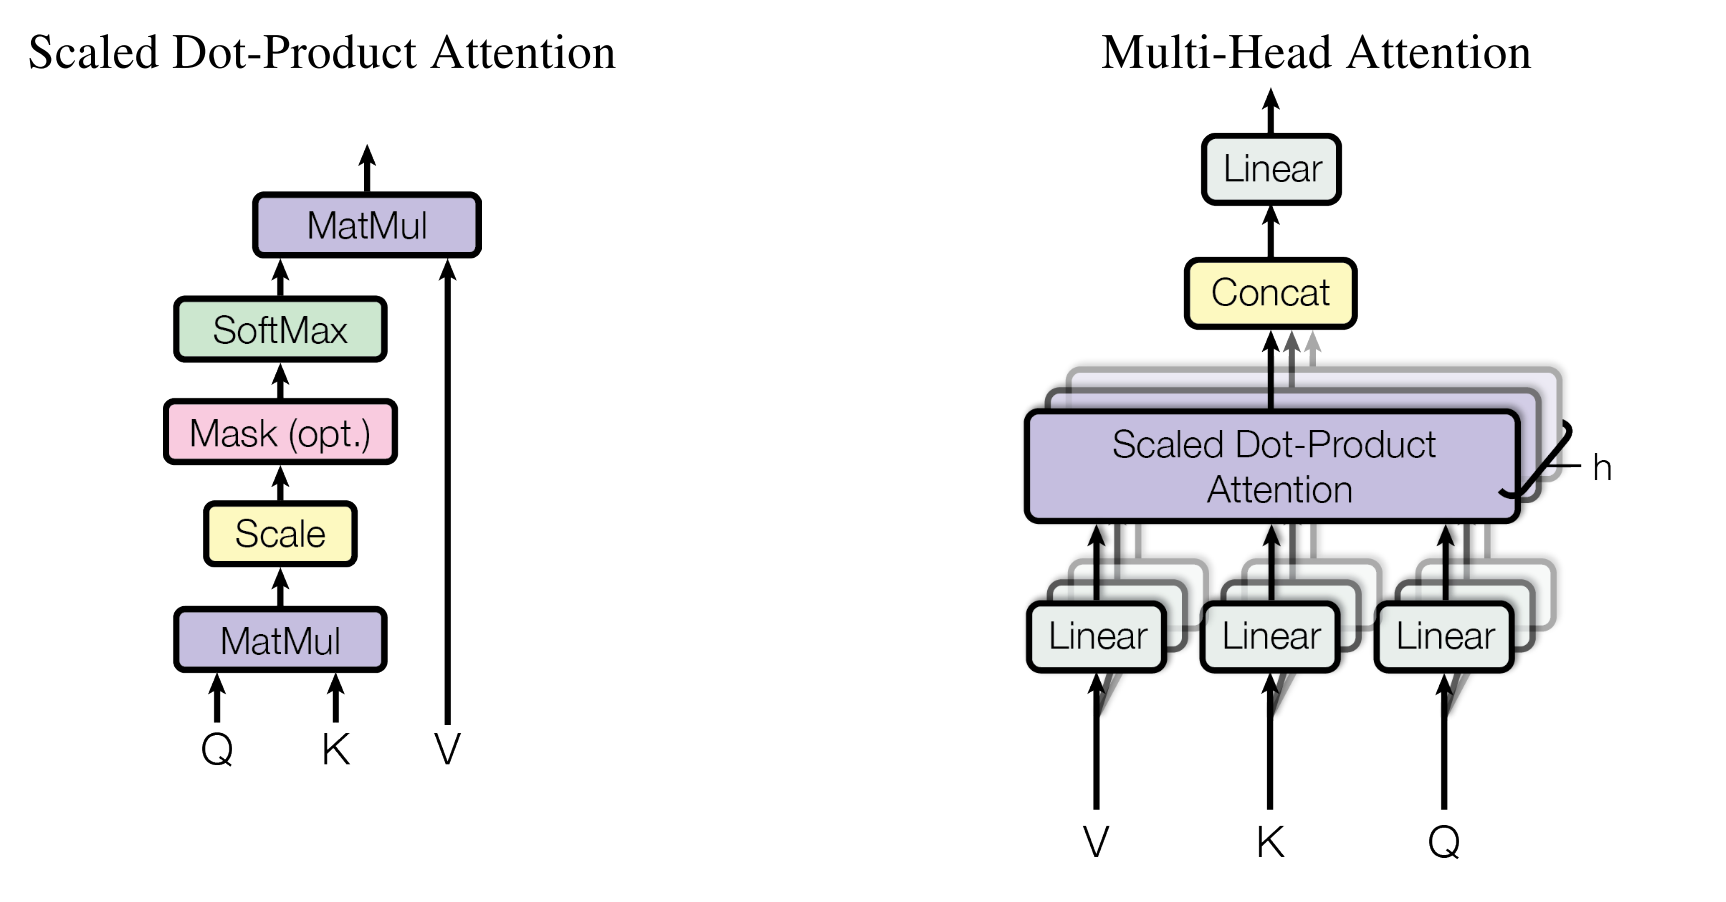 Scaled Dot-Product Attention
MatMul
SoftMax
Mask (opt.)
Scale
MatMul
Q K V
Multi-Head Attention
Linear
Concat
Scaled Dot-Product
Attention
h
Linear Linear Linear
V K Q